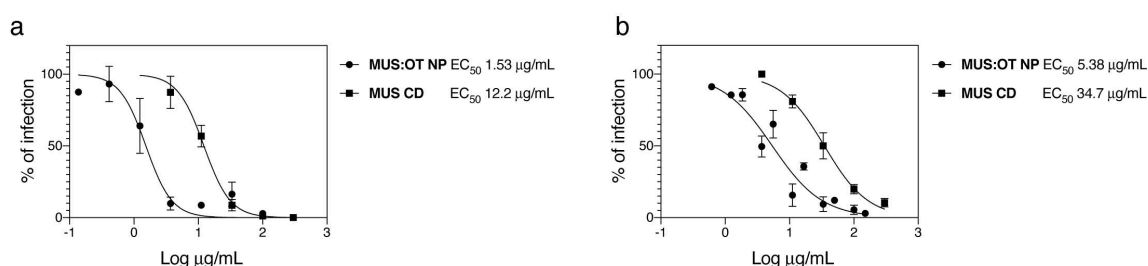 a
% of infection
100
50
0
-1
0
1
2
3
Log µg/mL
MUS:OT NP EC50 1.53 µg/mL
MUS CD EC50 12.2 µg/mL
b
% of infection
100
50
0
-1
0
1
2
3
Log µg/mL
MUS:OT NP EC50 5.38 µg/mL
MUS CD EC50 34.7 µg/mL